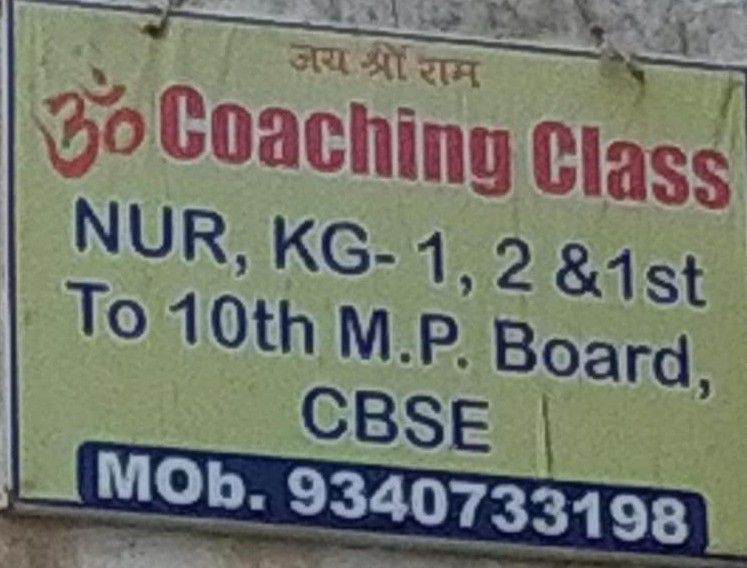 जय श्रीं राम
ॐ Coaching Class
NUR, KG- 1, 2 &1st
To 10th M.P. Board,
CBSE
MOb. 9340733198